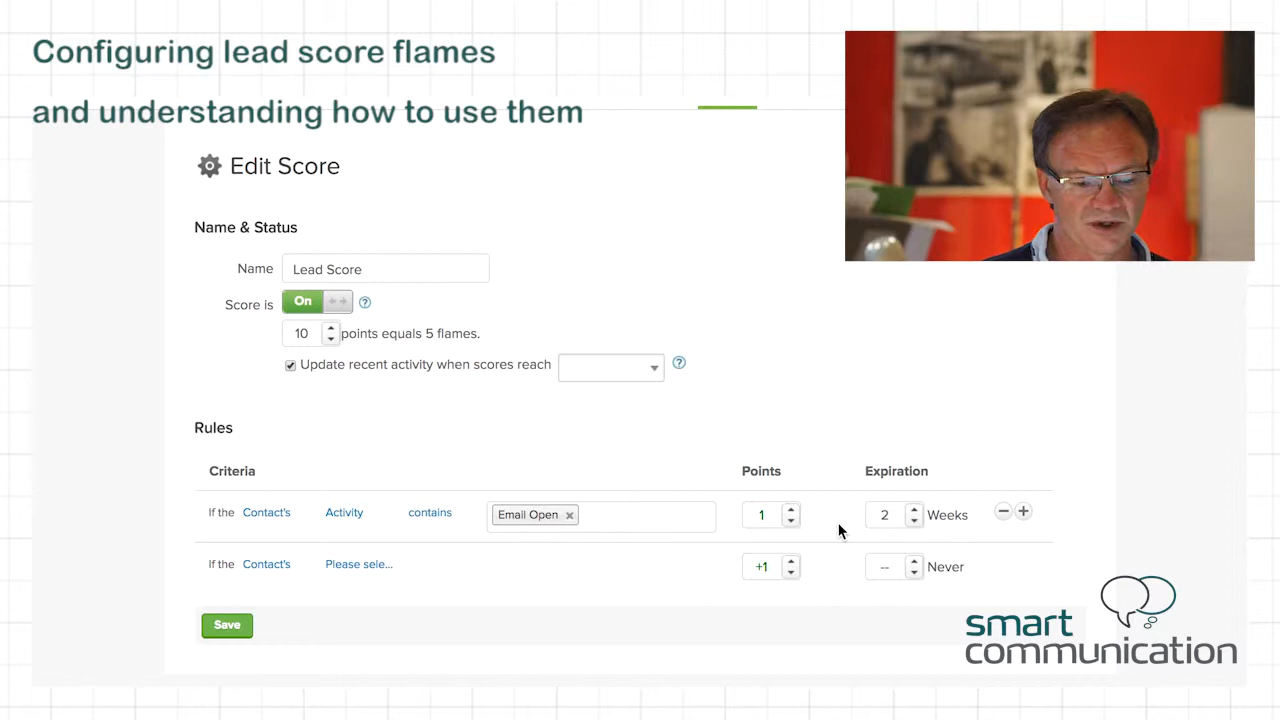 Configuring lead score flames
and understanding how to use them
Edit Score
Name & Status
Name Lead Score
Score is On
10 points equals 5 flames.
Update recent activity when scores reach
Rules
Criteria Points Expiration
If the Contact's Activity contains Email Open × 1 2 Weeks
If the Contact's Please sele... +1 -- Never
Save
smart
communication